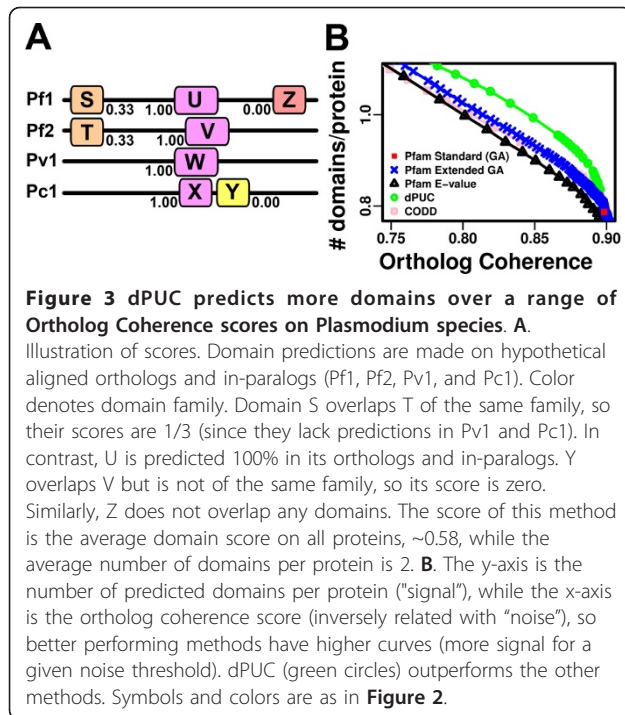 A
B
Pf1 S 0.33 1.00 U 0.00 Z
Pf2 T 0.33 1.00 V
Pv1 1.00 W
Pc1 1.00 X Y 0.00
# domains/protein
1.0
0.8
Pfam Standard (GA)
Pfam Extended GA
Pfam E-value
dPUC
CODD
0.75 0.80 0.85 0.90
Ortholog Coherence
Figure 3 dPUC predicts more domains over a range of
Ortholog Coherence scores on Plasmodium species. A.
Illustration of scores. Domain predictions are made on hypothetical
aligned orthologs and in-paralogs (Pf1, Pf2, Pv1, and Pc1). Color
denotes domain family. Domain S overlaps T of the same family, so
their scores are 1/3 (since they lack predictions in Pv1 and Pc1). In
contrast, U is predicted 100% in its orthologs and in-paralogs. Y
overlaps V but is not of the same family, so its score is zero.
Similarly, Z does not overlap any domains. The score of this method
is the average domain score on all proteins, ~0.58, while the
average number of domains per protein is 2. B. The y-axis is the
number of predicted domains per protein ("signal"), while the x-axis
is the ortholog coherence score (inversely related with "noise"), so
better performing methods have higher curves (more signal for a
given noise threshold). dPUC (green circles) outperforms the other
methods. Symbols and colors are as in Figure 2.